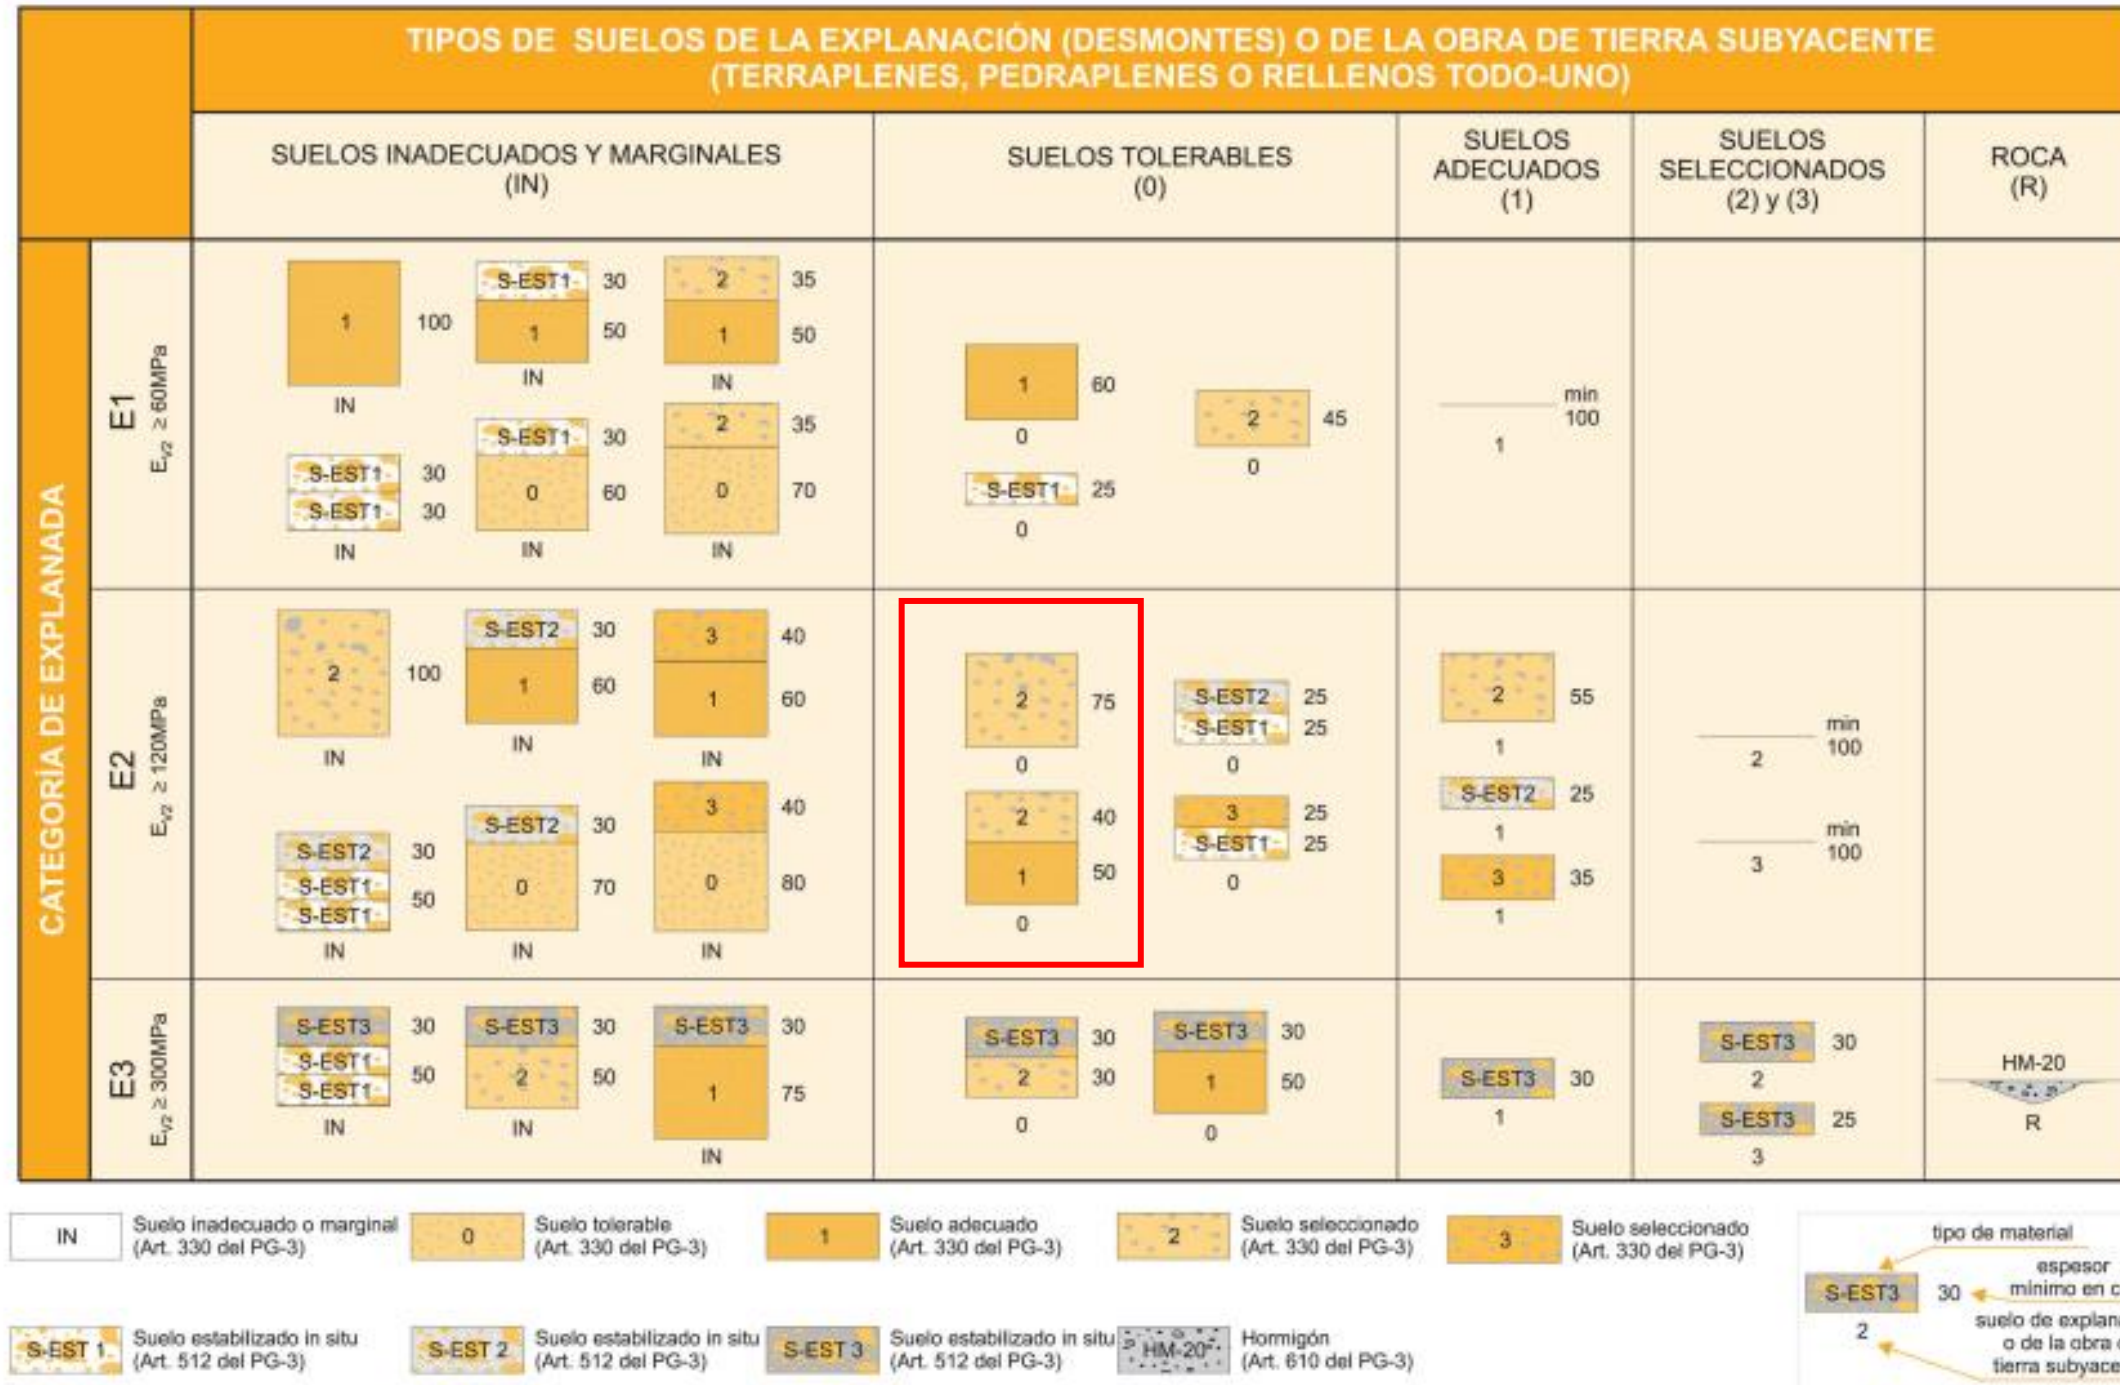 TIPOS DE SUELOS DE LA EXPLANACIÓN (DESMONTES) O DE LA OBRA DE TIERRA SUBYACENTE
(TERRAPLENES, PEDRAPLENES O RELLENOS TODO-UNO)
SUELOS INADECUADOS Y MARGINALES
(IN)
SUELOS TOLERABLES
(0)
SUELOS
ADECUADOS
(1)
SUELOS
SELECCIONADOS
(2) y (3)
ROCA
(R)
CATEGORÍA DE EXPLANADA
E1
Ev2 ≥ 60MPa
1 100
IN
S-EST1 30
1 50
IN
2 35
1 50
IN
S-EST1 30
S-EST1 30
IN
S-EST1 30
0 60
IN
2 35
0 70
IN
1 60
0
2 45
0
S-EST1 25
0
min
100
1
E2
Ev2 ≥ 120MPa
2 100
IN
S-EST2 30
1 60
IN
3 40
1 60
IN
S-EST2 30
S-EST1
50
S-EST1
IN
S-EST2 30
0 70
IN
3 40
0 80
IN
2 75
0
S-EST2 25
S-EST1 25
0
2 40
1 50
0
3 25
S-EST1 25
0
2 55
1
S-EST2 25
1
3 35
1
min
100
2
min
100
3
E3
Ev2 ≥ 300MPa
S-EST3 30
S-EST1
50
S-EST1
IN
S-EST3 30
2 50
IN
S-EST3 30
1 75
IN
S-EST3 30
2 30
0
S-EST3 30
1 50
0
S-EST3 30
1
S-EST3 30
2
S-EST3 25
3
HM-20
R
IN
Suelo inadecuado o marginal
(Art. 330 del PG-3)
0
Suelo tolerable
(Art. 330 del PG-3)
1
Suelo adecuado
(Art. 330 del PG-3)
2
Suelo seleccionado
(Art. 330 del PG-3)
3
Suelo seleccionado
(Art. 330 del PG-3)
S-EST 1
Suelo estabilizado in situ
(Art. 512 del PG-3)
S-EST 2
Suelo estabilizado in situ
(Art. 512 del PG-3)
S-EST 3
Suelo estabilizado in situ
(Art. 512 del PG-3)
HM-20
Hormigón
(Art. 610 del PG-3)
tipo de material
S-EST3 30
espesor
mínimo en
2
suelo de
o de la obra
tierra